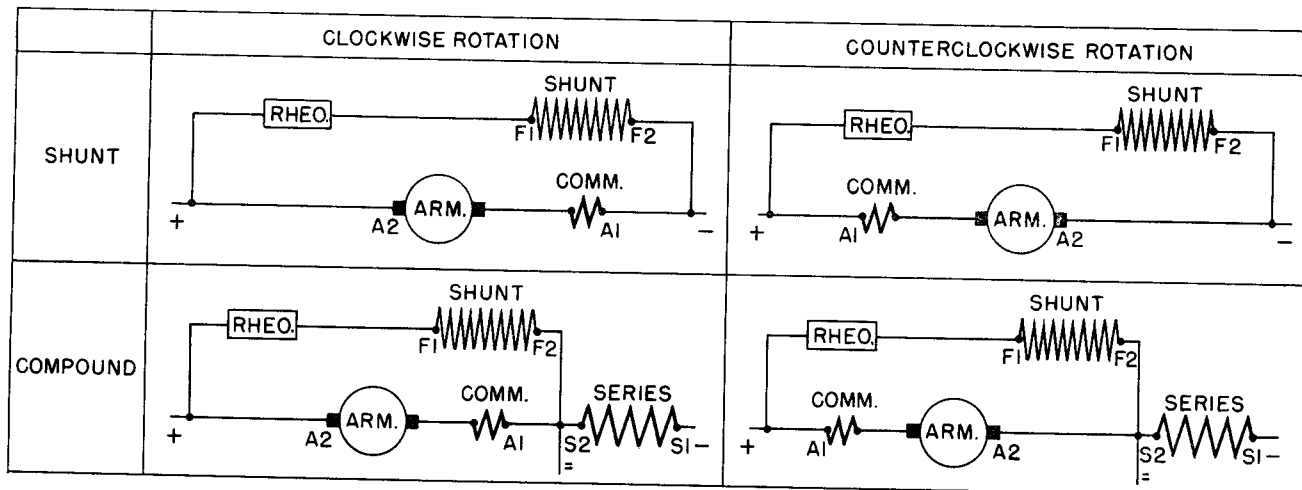 CLOCKWISE ROTATION
COUNTERCLOCKWISE ROTATION
SHUNT
SHUNT
RHEO.
F1
F2
COMM.
+
A2
ARM.
A1
−
SHUNT
RHEO.
F1
F2
COMM.
+
A1
ARM.
A2
−
COMPOUND
SHUNT
RHEO.
F1
F2
COMM.
SERIES
+
A2
ARM.
A1
S2
S1 −
=
SHUNT
RHEO.
F1
F2
COMM.
SERIES
+
A1
ARM.
A2
S2
S1 −
=